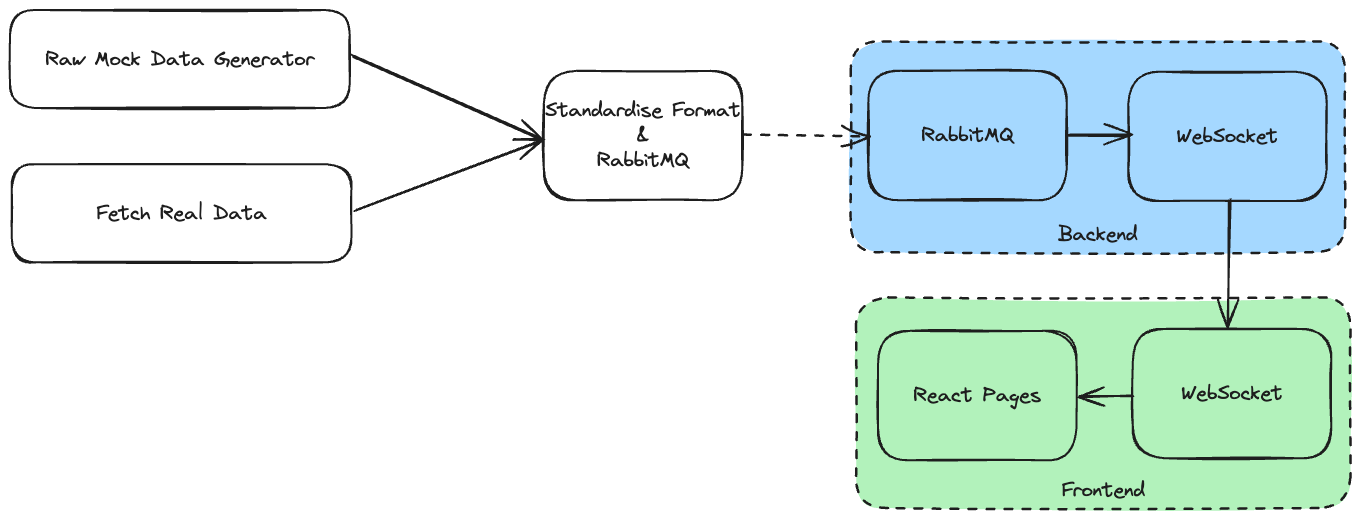 Raw Mock Data Generator
Fetch Real Data
Standardise Format
&
RabbitMQ
RabbitMQ
WebSocket
Backend
WebSocket
React Pages
Frontend